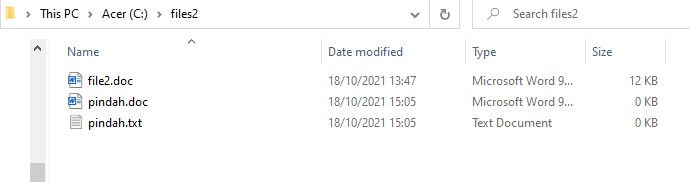 This PC > Acer (C:) > files2 Search files2
Name Date modified Type Size
file2.doc 18/10/2021 13:47 Microsoft Word 9... 12 KB
pindah.doc 18/10/2021 15:05 Microsoft Word 9... 0 KB
pindah.txt 18/10/2021 15:05 Text Document 0 KB